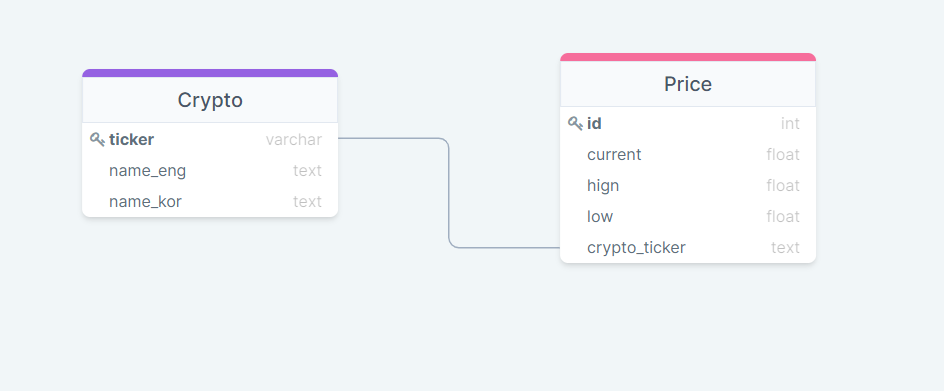 Crypto
ticker varchar
name_eng text
name_kor text
Price
id int
current float
hign float
low float
crypto_ticker text